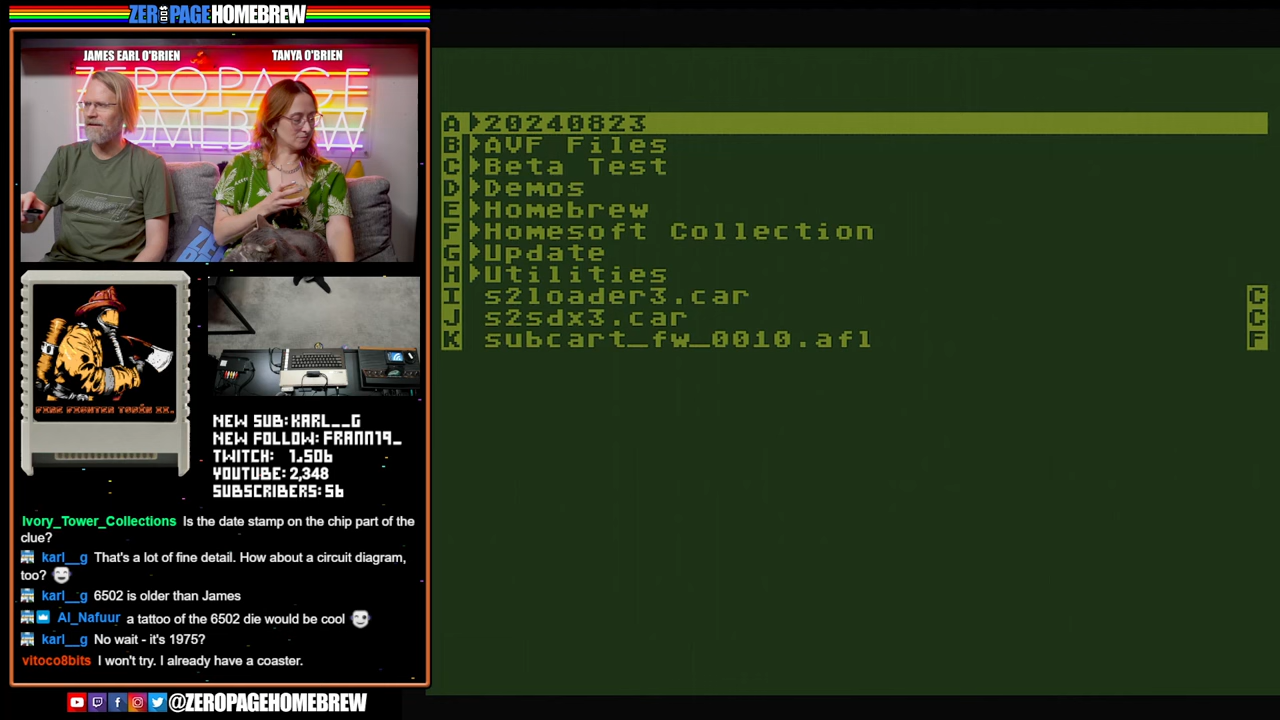 ZEROPAGE HOMEBREW
JAMES EARL O'BRIEN
TANYA O'BRIEN
ZEROPAGE
HOMEBREW
NEW SUB: KARL__G
NEW FOLLOW: FRANN19_
TWITCH: 1,506
YOUTUBE: 2,348
SUBSCRIBERS: 56
Ivory_Tower_Collections Is the date stamp on the chip part of the
clue?
karl__g That's a lot of fine detail. How about a circuit diagram,
too?
karl__g 6502 is older than James
Al_Nafuur a tattoo of the 6502 die would be cool
karl__g No wait - it's 1975?
vitoco8bits I won't try. I already have a coaster.
@ZEROPAGEHOMEBREW
A 20240823
B AVF Files
C Beta Test
D Demos
E Homebrew
F Homesoft Collection
G Update
H Utilities
I s2loader3.car C
J s2sdx3.car C
K subcart_fw_0010.afl F